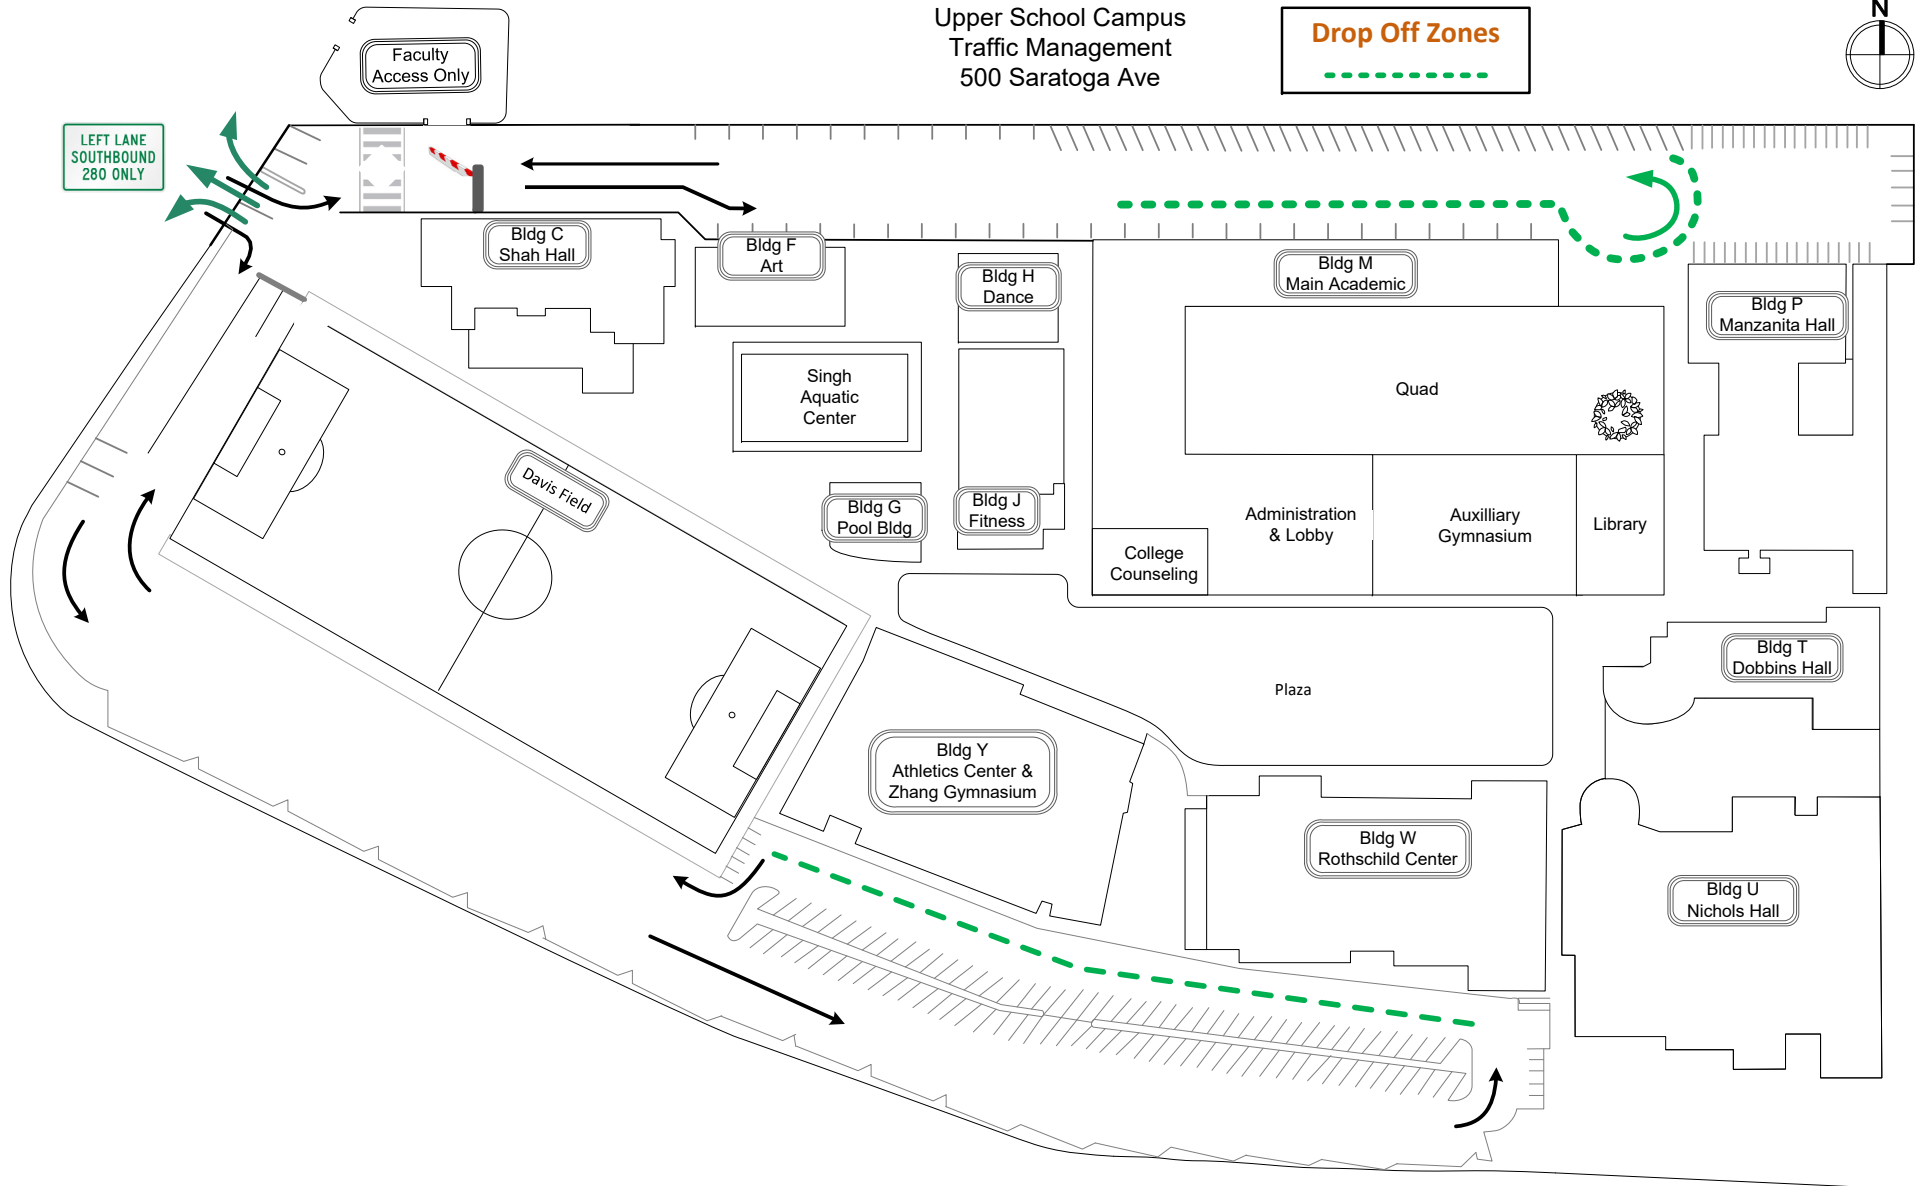 Upper School Campus
Traffic Management
500 Saratoga Ave
Drop Off Zones
N
Faculty
Access Only
LEFT LANE
SOUTHBOUND
280 ONLY
Bldg C
Shah Hall
Bldg F
Art
Bldg H
Dance
Bldg M
Main Academic
Bldg P
Manzanita Hall
Singh
Aquatic
Center
Quad
Davis Field
Bldg G
Pool Bldg
Bldg J
Fitness
College
Counseling
Administration
& Lobby
Auxilliary
Gymnasium
Library
Bldg T
Dobbins Hall
Plaza
Bldg Y
Athletics Center &
Zhang Gymnasium
Bldg W
Rothschild Center
Bldg U
Nichols Hall